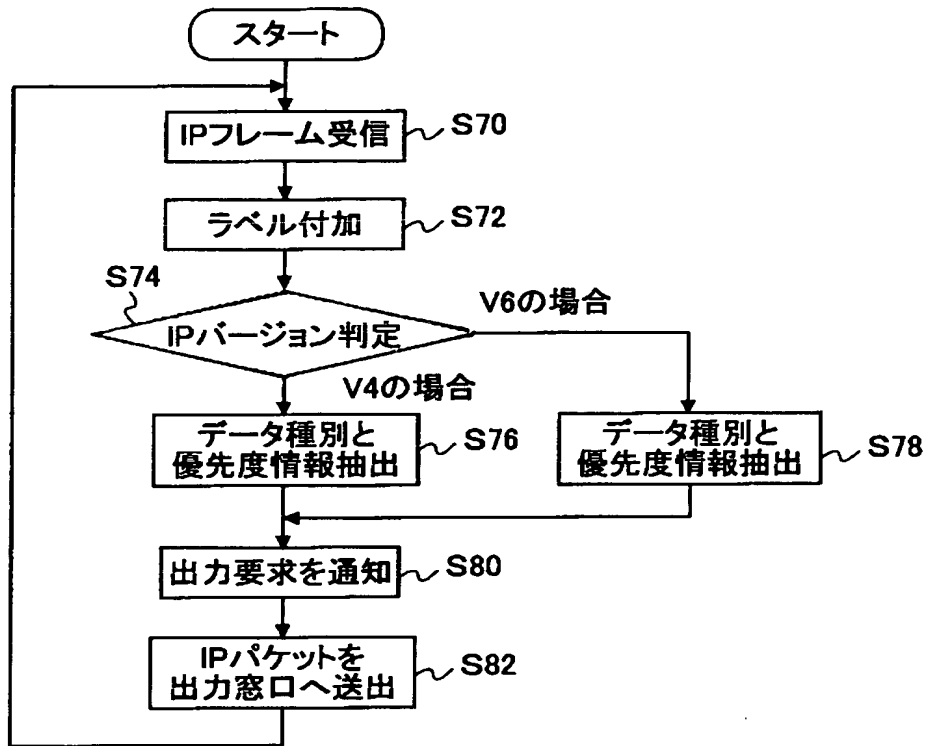 スタート
IPフレーム受信
S70
ラベル付加
S72
S74
IPバージョン判定
V6の場合
V4の場合
データ種別と
優先度情報抽出
S76
データ種別と
優先度情報抽出
S78
出力要求を通知
S80
IPパケットを
出力窓口へ送出
S82